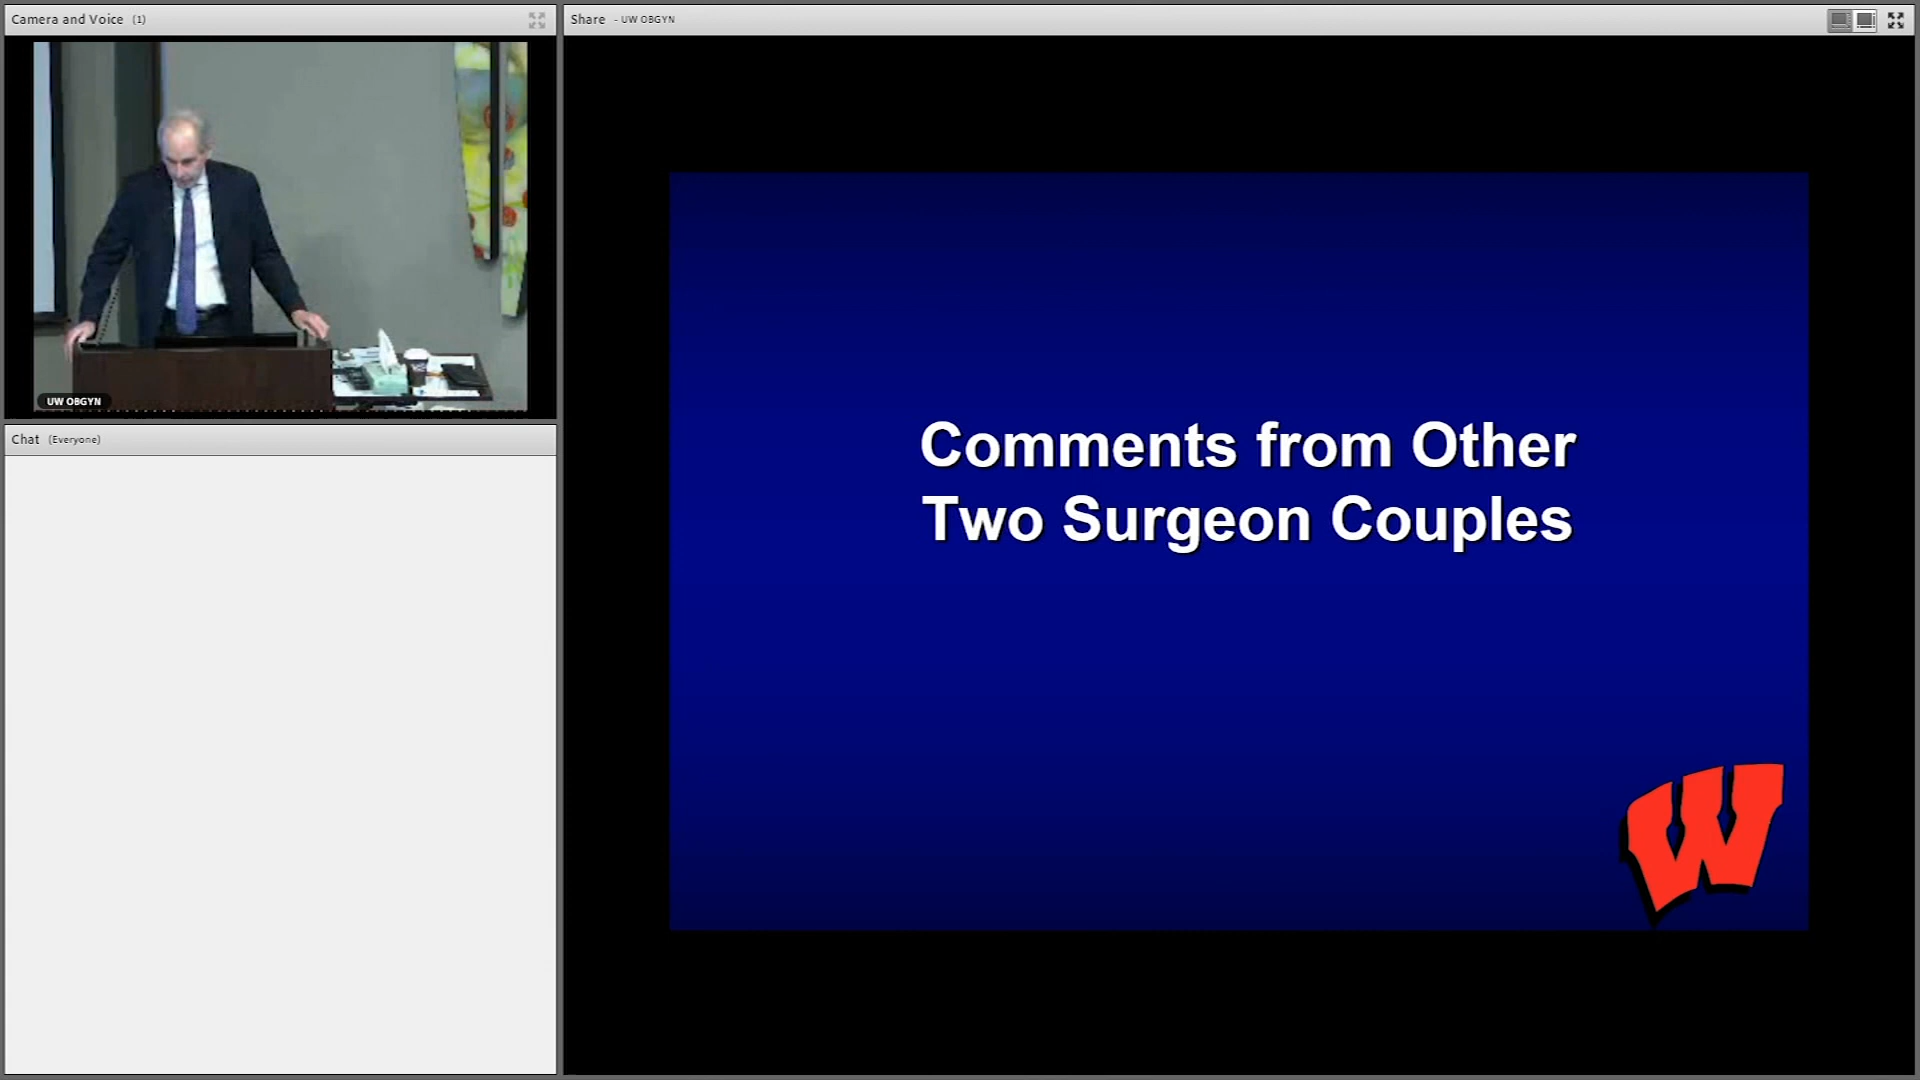 Camera and Voice (1)
UW OBGYN
Chat (Everyone)
Share - UW OBGYN
Comments from Other
Two Surgeon Couples
W